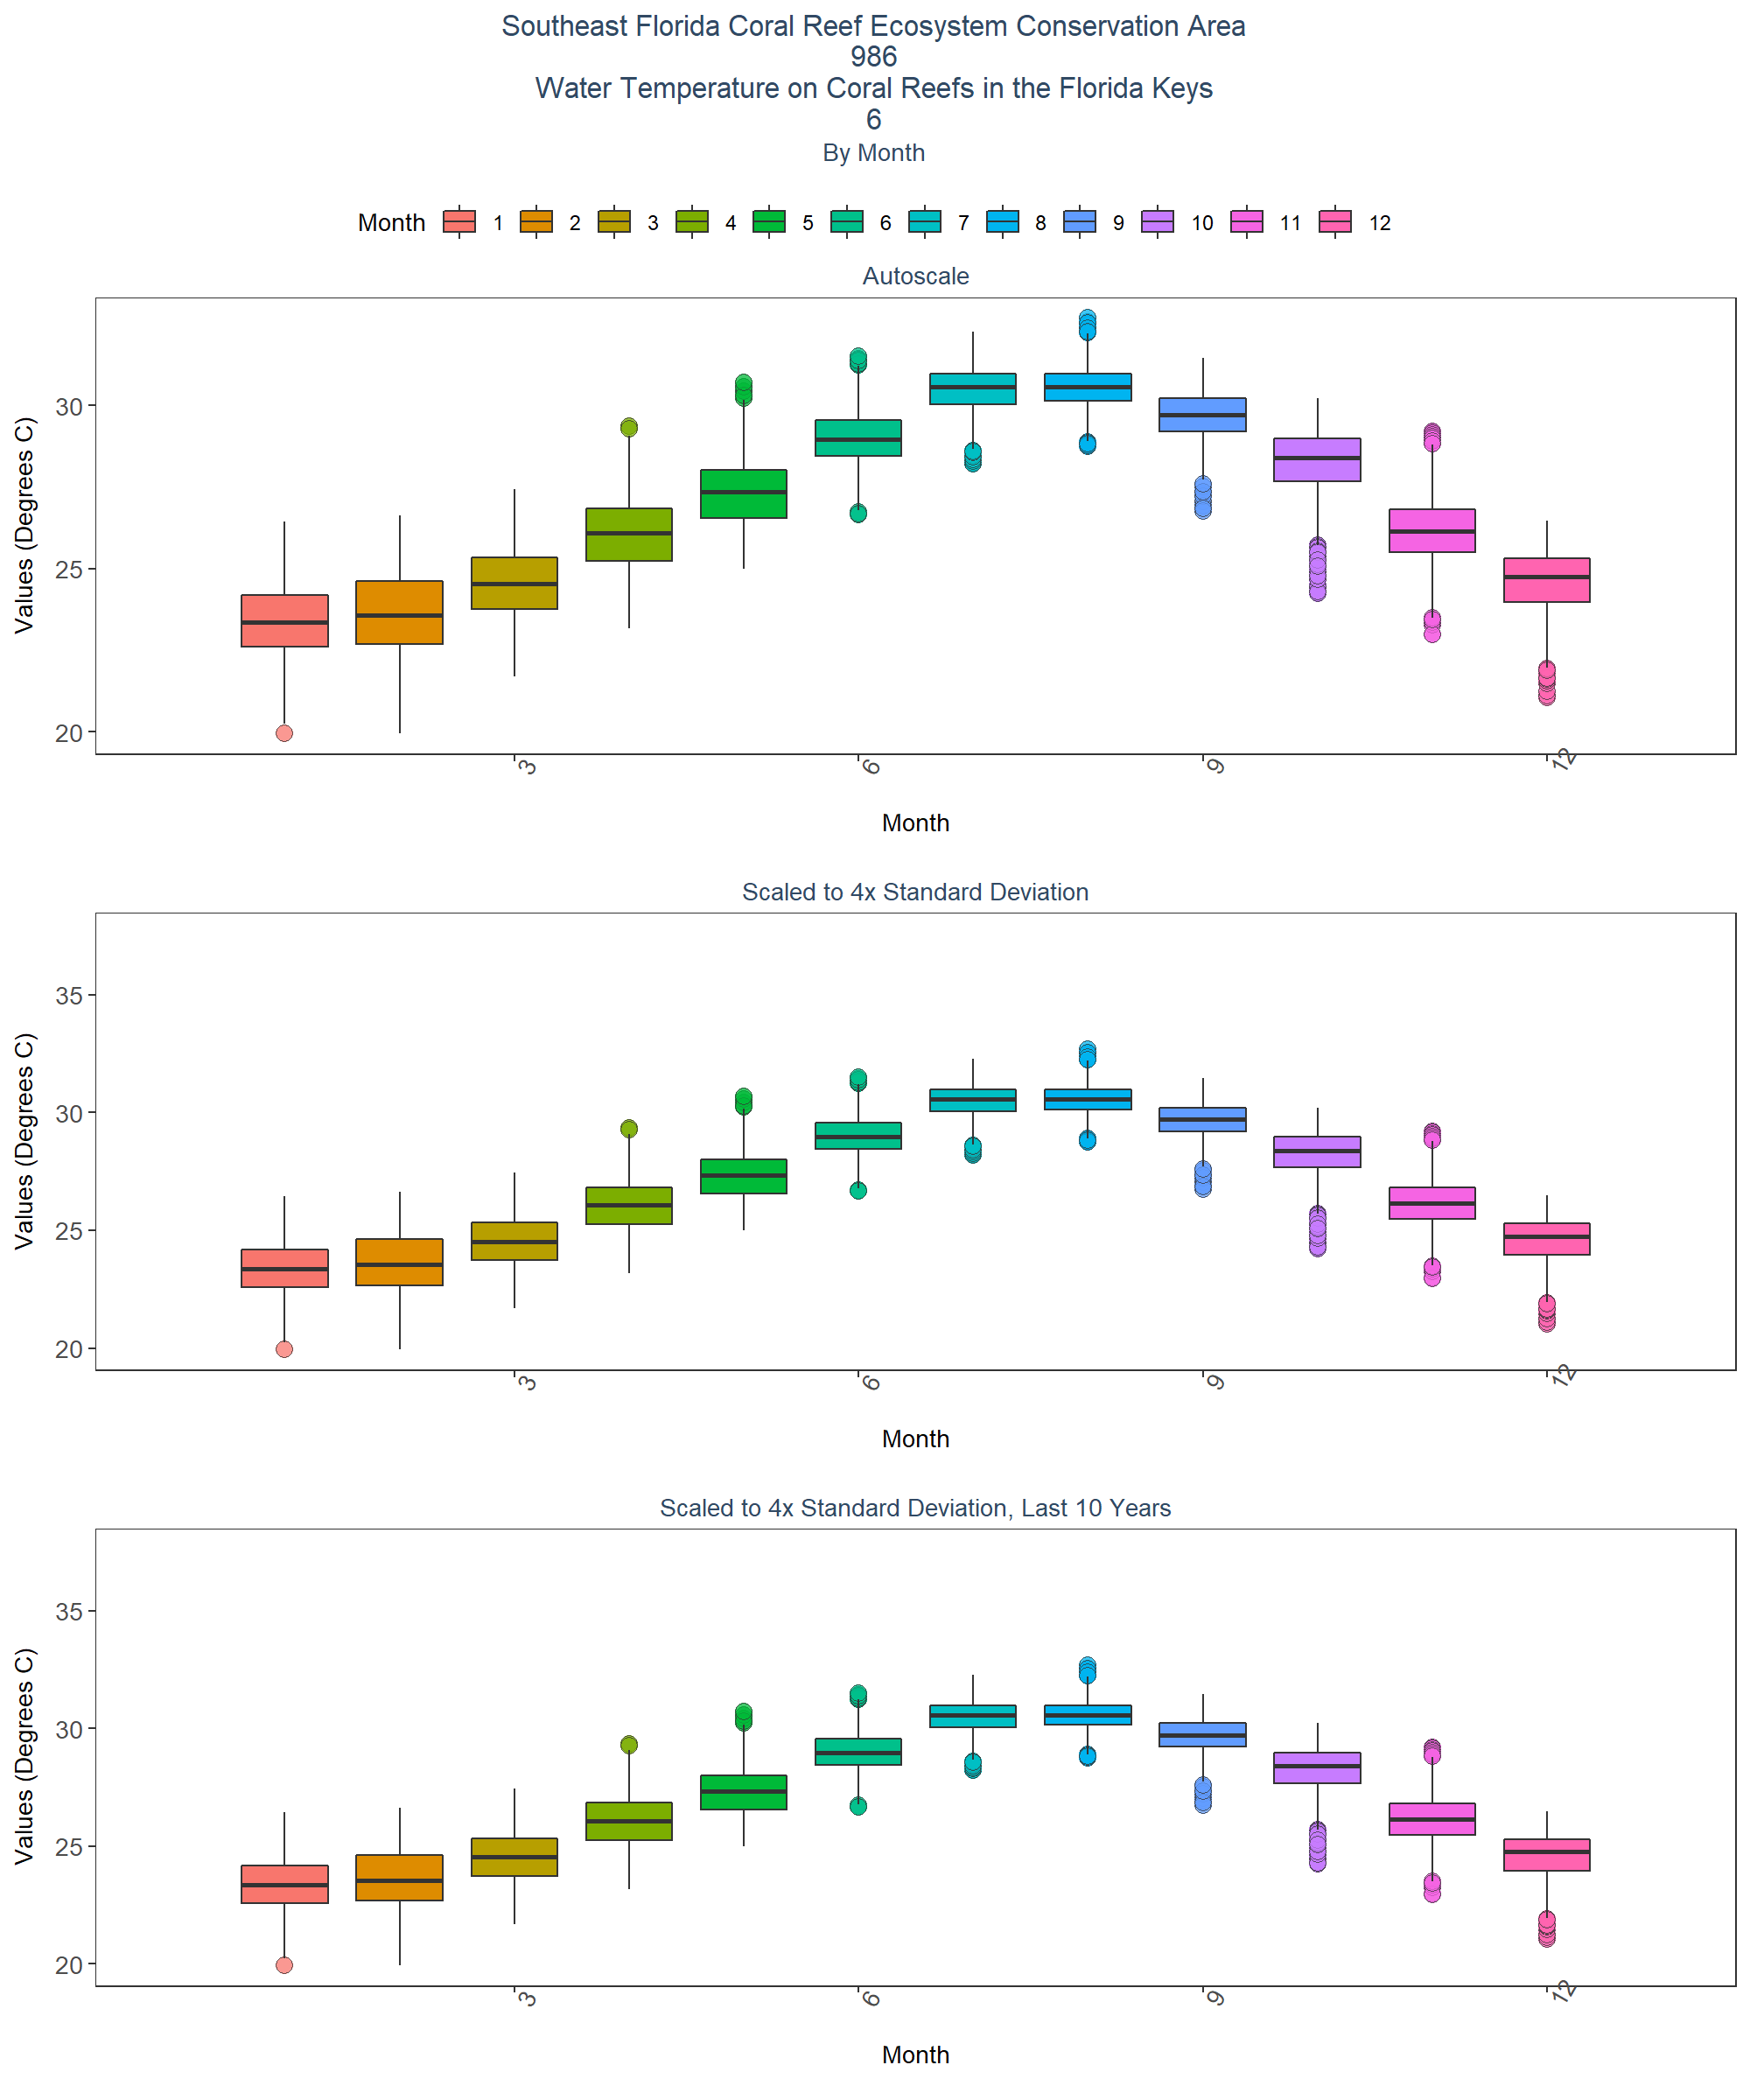 Southeast Florida Coral Reef Ecosystem Conservation Area
986
Water Temperature on Coral Reefs in the Florida Keys
6
By Month
Month 1 2 3 4 5 6 7 8 9 10 11 12
Autoscale
Values (Degrees C)
30
25
20
3 6 9 12
Month
Scaled to 4x Standard Deviation
Values (Degrees C)
35
30
25
20
3 6 9 12
Month
Scaled to 4x Standard Deviation, Last 10 Years
Values (Degrees C)
35
30
25
20
3 6 9 12
Month